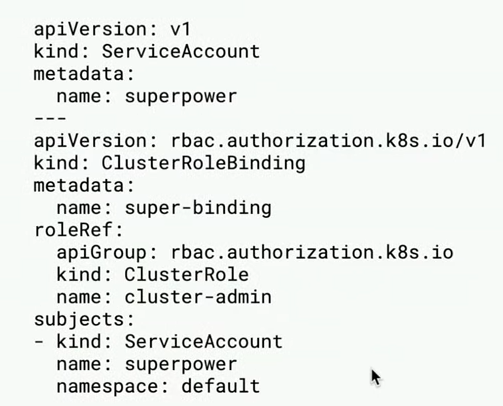 apiVersion: v1
kind: ServiceAccount
metadata:
  name: superpower
---
apiVersion: rbac.authorization.k8s.io/v1
kind: ClusterRoleBinding
metadata:
  name: super-binding
roleRef:
  apiGroup: rbac.authorization.k8s.io
  kind: ClusterRole
  name: cluster-admin
subjects:
- kind: ServiceAccount
  name: superpower
  namespace: default